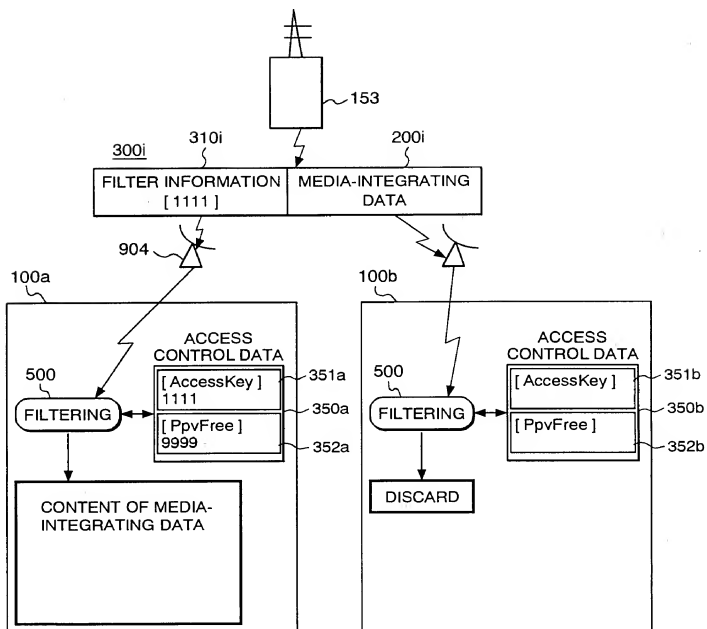 153
300i
310i
200i
FILTER INFORMATION
[ 1111 ]
MEDIA-INTEGRATING
DATA
904
100a
100b
ACCESS
CONTROL DATA
500
FILTERING
[ AccessKey ]
1111
351a
350a
[ PpvFree ]
9999
352a
CONTENT OF MEDIA-
INTEGRATING DATA
ACCESS
CONTROL DATA
500
FILTERING
[ AccessKey ]
351b
350b
[ PpvFree ]
352b
DISCARD